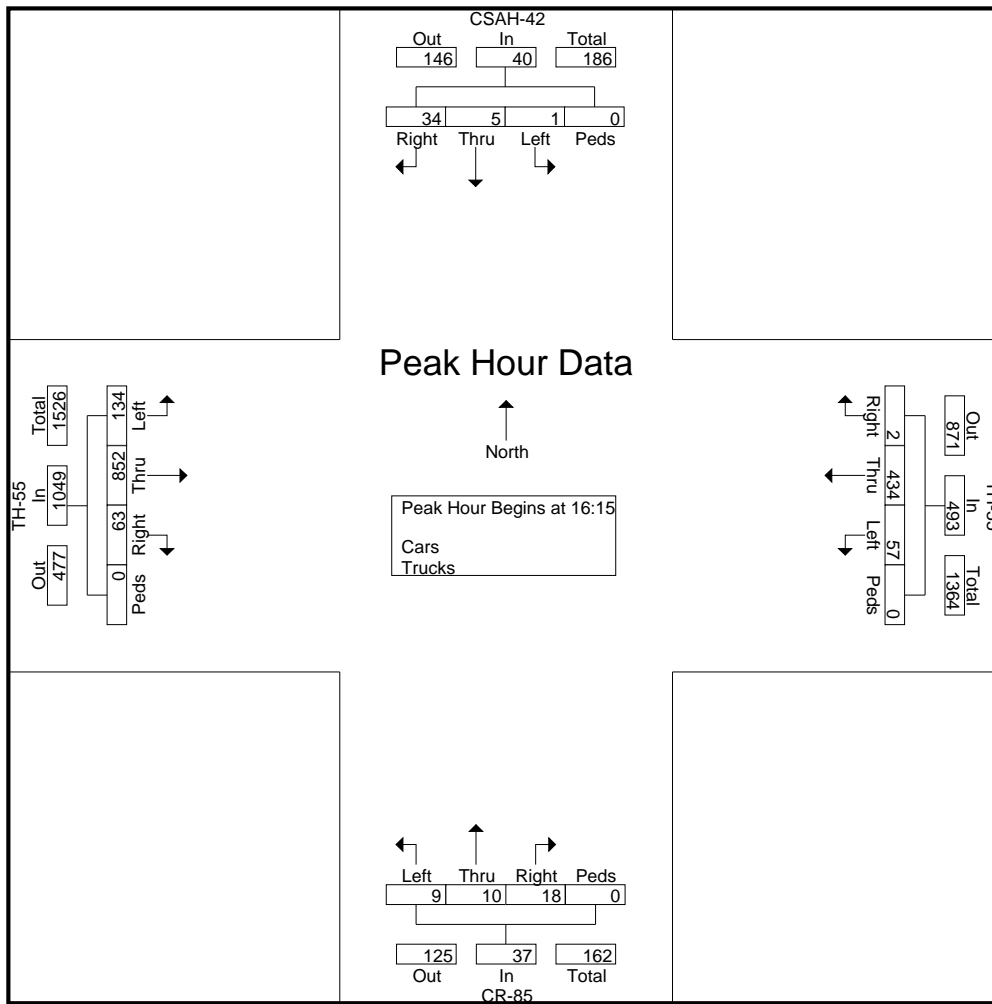 CSAH-42
Out In Total
146 40 186
34 5 1 0
Right Thru Left Peds
Peak Hour Data
North
Peak Hour Begins at 16:15
Cars
Trucks
TH-55
Out In Total
477 1049 1526
0 63 852 134
Peds Right Thru Left
Out In Total
871 493 1364
2 434 57 0
Right Thru Left Peds
Left Thru Right Peds
9 10 18 0
125 37 162
Out In Total
CR-85